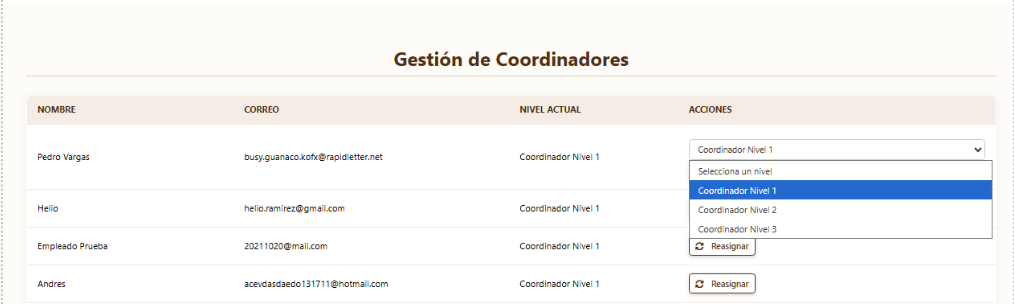 Gestión de Coordinadores
NOMBRE CORREO NIVEL ACTUAL ACCIONES
Pedro Vargas busy.guanaco.kofx@rapidletter.net Coordinador Nivel 1 Coordinador Nivel 1
Selecciona un nivel
Coordinador Nivel 1
Coordinador Nivel 2
Coordinador Nivel 3
Helio helio.ramirez@gmail.com Coordinador Nivel 1
Empleado Prueba 20211020@mail.com Coordinador Nivel 1 Reasignar
Andres acevdasdaedo131711@hotmail.com Coordinador Nivel 1 Reasignar